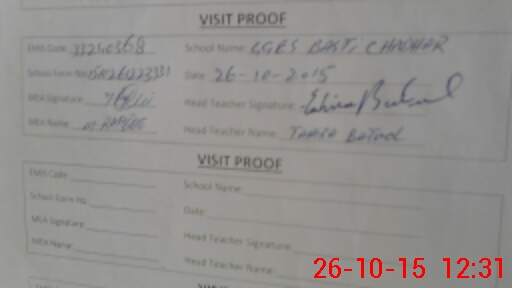 VISIT PROOF
EMIS Code 33240368 School Name GGES BASTI CHACHAR
School Form No. Date 26-10-2015
MEA Signature Head Teacher Signature:
MEA Name Head Teacher Name: TAHIRA BATOOL
VISIT PROOF
EMIS Code School Name:
School Form No. Date
MEA Signature: Head Teacher Signature:
MEA Name: Head Teacher Name:
26-10-15 12:31